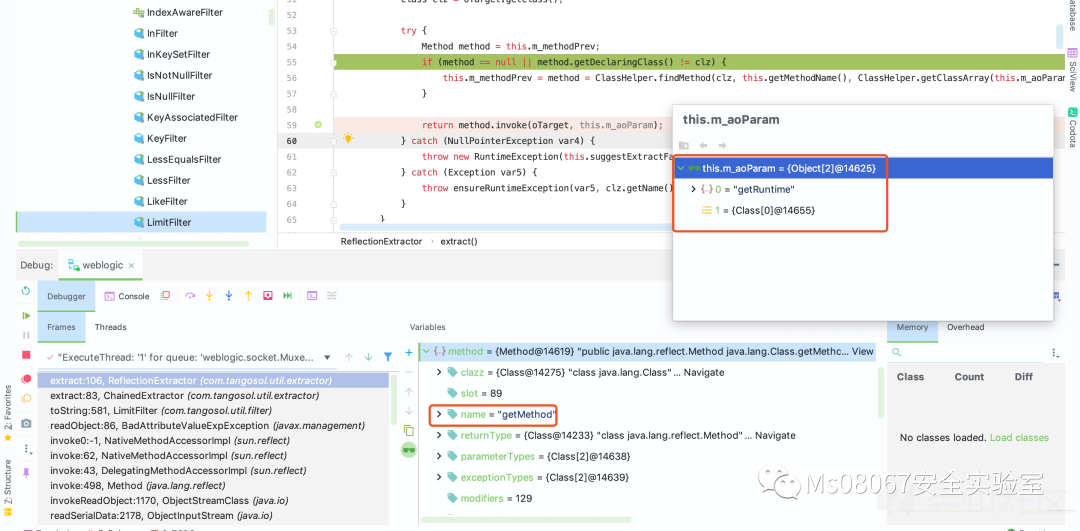 IndexAwareFilter
InFilter
InKeySetFilter
IsNotNullFilter
IsNullFilter
KeyAssociatedFilter
KeyFilter
LessEqualsFilter
LessFilter
LikeFilter
LimitFilter
52
53 try {
54 Method method = this.m_methodPrev;
55 if (method == null || method.getDeclaringClass() != clz) {
56 this.m_methodPrev = method = ClassHelper.findMethod(clz, this.getMethodName(), ClassHelper.getClassArray(this.m_aoParam
57 }
58
59 return method.invoke(oTarget, this.m_aoParam);
60 } catch (NullPointerException var4) {
61 throw new RuntimeException(this.suggestExtractFa
62 } catch (Exception var5) {
63 throw ensureRuntimeException(var5, clz.getName()
64 }
65 }
ReflectionExtractor › extract()
this.m_aoParam
this.m_aoParam = {Object[2]@14625}
0 = "getRuntime"
1 = {Class[0]@14655}
Database
SciView
Codota
Debug: weblogic ×
Debugger Console
Frames Threads
"ExecuteThread: '1' for queue: 'weblogic.socket.Muxe...
extract:106, ReflectionExtractor (com.tangosol.util.extractor)
extract:83, ChainedExtractor (com.tangosol.util.extractor)
toString:581, LimitFilter (com.tangosol.util.filter)
readObject:86, BadAttributeValueExpException (javax.management)
invoke0:-1, NativeMethodAccessorImpl (sun.reflect)
invoke:62, NativeMethodAccessorImpl (sun.reflect)
invoke:43, DelegatingMethodAccessorImpl (sun.reflect)
invoke:498, Method (java.lang.reflect)
invokeReadObject:1170, ObjectStreamClass (java.io)
readSerialData:2178, ObjectInputStream (java.io)
Variables
method = {Method@14619} "public java.lang.reflect.Method java.lang.Class.getMethc... View
clazz = {Class@14275} "class java.lang.Class" ... Navigate
slot = 89
name = "getMethod"
returnType = {Class@14233} "class java.lang.reflect.Method" ... Navigate
parameterTypes = {Class[2]@14638}
exceptionTypes = {Class[2]@14639}
modifiers = 129
Memory Overhead
Class Count Diff
No classes loaded. Load classes
2: Favorites
Z: Structure
Ms08067安全实验室